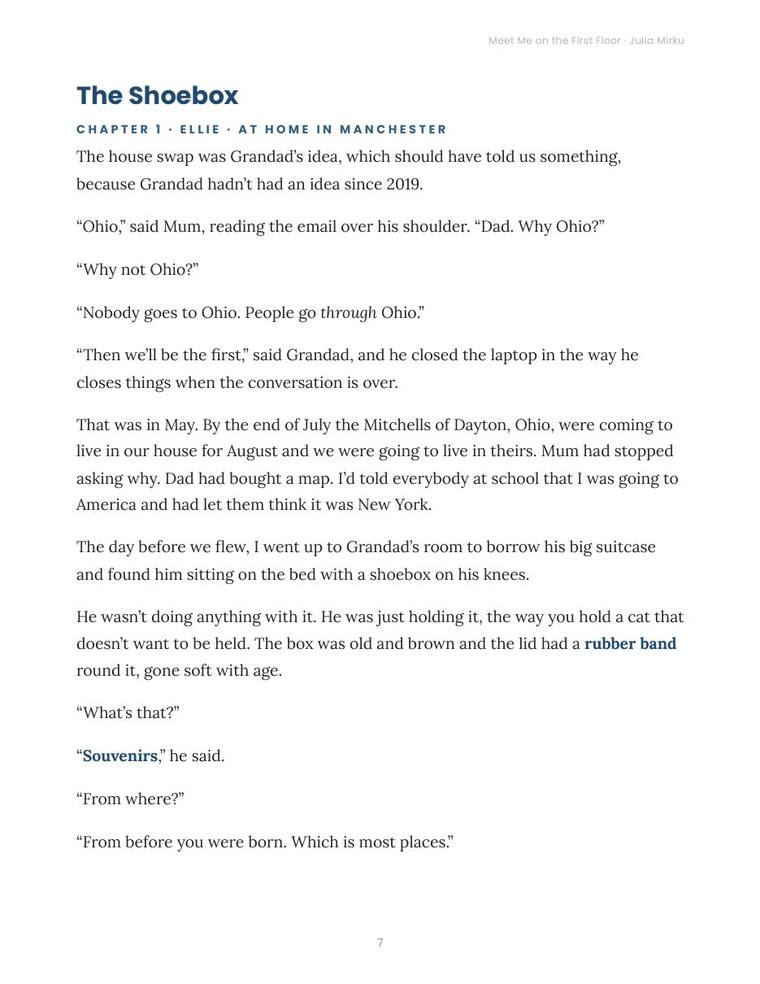 Meet Me on the First Floor · Julia Mirku
The Shoebox
CHAPTER 1 · ELLIE · AT HOME IN MANCHESTER
The house swap was Grandad’s idea, which should have told us something,
because Grandad hadn’t had an idea since 2019.
“Ohio,” said Mum, reading the email over his shoulder. “Dad. Why Ohio?”
“Why not Ohio?”
“Nobody goes to Ohio. People go through Ohio.”
“Then we’ll be the first,” said Grandad, and he closed the laptop in the way he
closes things when the conversation is over.
That was in May. By the end of July the Mitchells of Dayton, Ohio, were coming to
live in our house for August and we were going to live in theirs. Mum had stopped
asking why. Dad had bought a map. I’d told everybody at school that I was going to
America and had let them think it was New York.
The day before we flew, I went up to Grandad’s room to borrow his big suitcase
and found him sitting on the bed with a shoebox on his knees.
He wasn’t doing anything with it. He was just holding it, the way you hold a cat that
doesn’t want to be held. The box was old and brown and the lid had a rubber band
round it, gone soft with age.
“What’s that?”
“Souvenirs,” he said.
“From where?”
“From before you were born. Which is most places.”
7